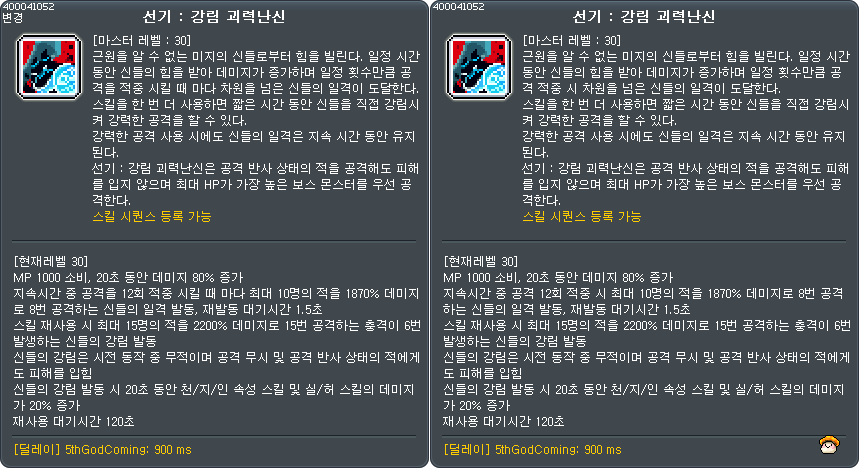 400041052
변경
선기 : 강림 괴력난신
[마스터 레벨 : 30]
근원을 알 수 없는 미지의 신들로부터 힘을 빌린다. 일정 시간
동안 신들의 힘을 받아 데미지가 증가하며 일정 횟수만큼 공
격을 적중 시킬 때 마다 차원을 넘은 신들의 일격이 도달한다.
스킬을 한 번 더 사용하면 짧은 시간 동안 신들을 직접 강림시
켜 강력한 공격을 할 수 있다.
강력한 공격 사용 시에도 신들의 일격은 지속 시간 동안 유지
된다.
선기 : 강림 괴력난신은 공격 반사 상태의 적을 공격해도 피해
를 입지 않으며 최대 HP가 가장 높은 보스 몬스터를 우선 공
격한다.
스킬 시퀀스 등록 가능
[현재레벨 30]
MP 1000 소비, 20초 동안 데미지 80% 증가
지속시간 중 공격을 12회 적중 시킬 때 마다 최대 10명의 적을 1870% 데미지
로 8번 공격하는 신들의 일격 발동, 재발동 대기시간 1.5초
스킬 재사용 시 최대 15명의 적을 2200% 데미지로 15번 공격하는 충격이 6번
발생하는 신들의 강림 발동
신들의 강림은 시전 동작 중 무적이며 공격 무시 및 공격 반사 상태의 적에게
도 피해를 입힘
신들의 강림 발동 시 20초 동안 천/지/인 속성 스킬 및 실/허 스킬의 데미지
가 20% 증가
재사용 대기시간 120초
[딜레이] 5thGodComing: 900 ms
400041052
선기 : 강림 괴력난신
[마스터 레벨 : 30]
근원을 알 수 없는 미지의 신들로부터 힘을 빌린다. 일정 시간
동안 신들의 힘을 받아 데미지가 증가하며 일정 횟수만큼 공
격 적중 시 차원을 넘은 신들의 일격이 도달한다.
스킬을 한 번 더 사용하면 짧은 시간 동안 신들을 직접 강림시
켜 강력한 공격을 할 수 있다.
강력한 공격 사용 시에도 신들의 일격은 지속 시간 동안 유지
된다.
선기 : 강림 괴력난신은 공격 반사 상태의 적을 공격해도 피해
를 입지 않으며 최대 HP가 가장 높은 보스 몬스터를 우선 공
격한다.
스킬 시퀀스 등록 가능
[현재레벨 30]
MP 1000 소비, 20초 동안 데미지 80% 증가
지속시간 중 공격 12회 적중 시 최대 10명의 적을 1870% 데미지로 8번 공격
하는 신들의 일격 발동, 재발동 대기시간 1.5초
스킬 재사용 시 최대 15명의 적을 2200% 데미지로 15번 공격하는 충격이 6번
발생하는 신들의 강림 발동
신들의 강림은 시전 동작 중 무적이며 공격 무시 및 공격 반사 상태의 적에게
도 피해를 입힘
신들의 강림 발동 시 20초 동안 천/지/인 속성 스킬 및 실/허 스킬의 데미지
가 20% 증가
재사용 대기시간 120초
[딜레이] 5thGodComing: 900 ms